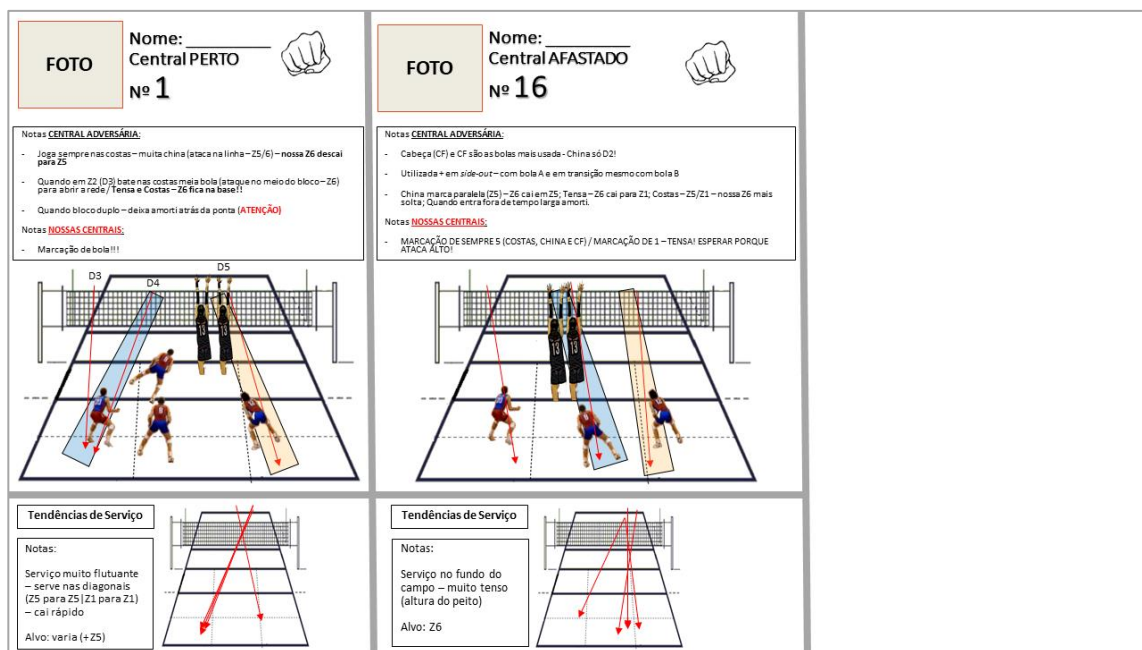 FOTO
Nome: __________
Central PERTO
Nº 1
Notas CENTRAL ADVERSÁRIA:
- Joga sempre nas costas – muita china (ataca na linha – Z5/6) – nossa Z6 descai
para Z5
- Quando em Z2 (D3) bate nas costas meia bola (ataque no meio do bloco – Z6)
para abrir a rede / Tensa e Costas – Z6 fica na base!!
- Quando bloco duplo – deixa amorti atrás da ponta (ATENÇÃO)
Notas NOSSAS CENTRAIS:
- Marcação de bola!!!
D3
D4
D5
Tendências de Serviço
Notas:
Serviço muito flutuante
– serve nas diagonais
(Z5 para Z5|Z1 para Z1)
– cai rápido
Alvo: varia (+Z5)
FOTO
Nome: __________
Central AFASTADO
Nº 16
Notas CENTRAL ADVERSÁRIA:
- Cabeça (CF) e CF são as bolas mais usada - China só D2!
- Utilizada + em side-out – com bola A e em transição mesmo com bola B
- China marca paralela (Z5) – Z6 cai em Z5; Tensa – Z6 cai para Z1; Costas – Z5/Z1 – nossa Z6 mais
solta; Quando entra fora de tempo larga amorti.
Notas NOSSAS CENTRAIS:
- MARCAÇÃO DE SEMPRE 5 (COSTAS, CHINA E CF) / MARCAÇÃO DE 1 – TENSA! ESPERAR PORQUE
ATACA ALTO!
Tendências de Serviço
Notas:
Serviço no fundo do
campo – muito tenso
(altura do peito)
Alvo: Z6